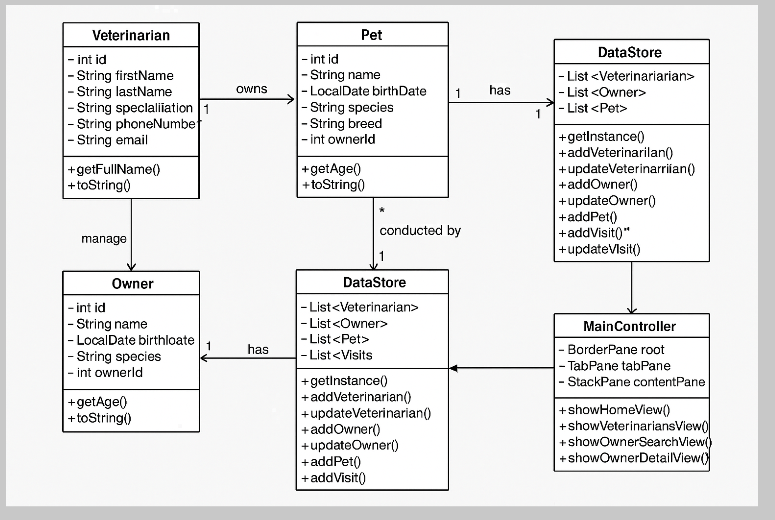 Veterinarian
– int id
– String firstName
– String lastName
– String speclaliiation
– String phoneNumbe
– String email
+getFullName()
+toString()
1
owns
Pet
– int id
– String name
– LocalDate birthDate
– String species
– String breed
– int ownerId
+getAge()
+toString()
1
has
1
DataStore
– List <Veterinariarian>
– List <Owner>
– List <Pet>
+getInstance()
+addVeterinarilan()
+updateVeterinarriian()
+addOwner()
+updateOwner()
+addPet()
+addVisit()"
+updateVlsit()
manage
*
conducted by
1
Owner
– int id
– String name
– LocalDate birthloate
– String species
– int ownerId
+getAge()
+toString()
1
has
DataStore
– List<Veterinarian>
– List<Owner>
– List<Pet>
– List<Visits
+getInstance()
+addVeterinarian()
+updateVeterinarian()
+addOwner()
+updateOwner()
+addPet()
+addVisit()
MainController
– BorderPane root
– TabPane tabPane
– StackPane contentPane
+showHomeView()
+showVeterinariansView()
+showOwnerSearchView()
+showOwnerDetailView()